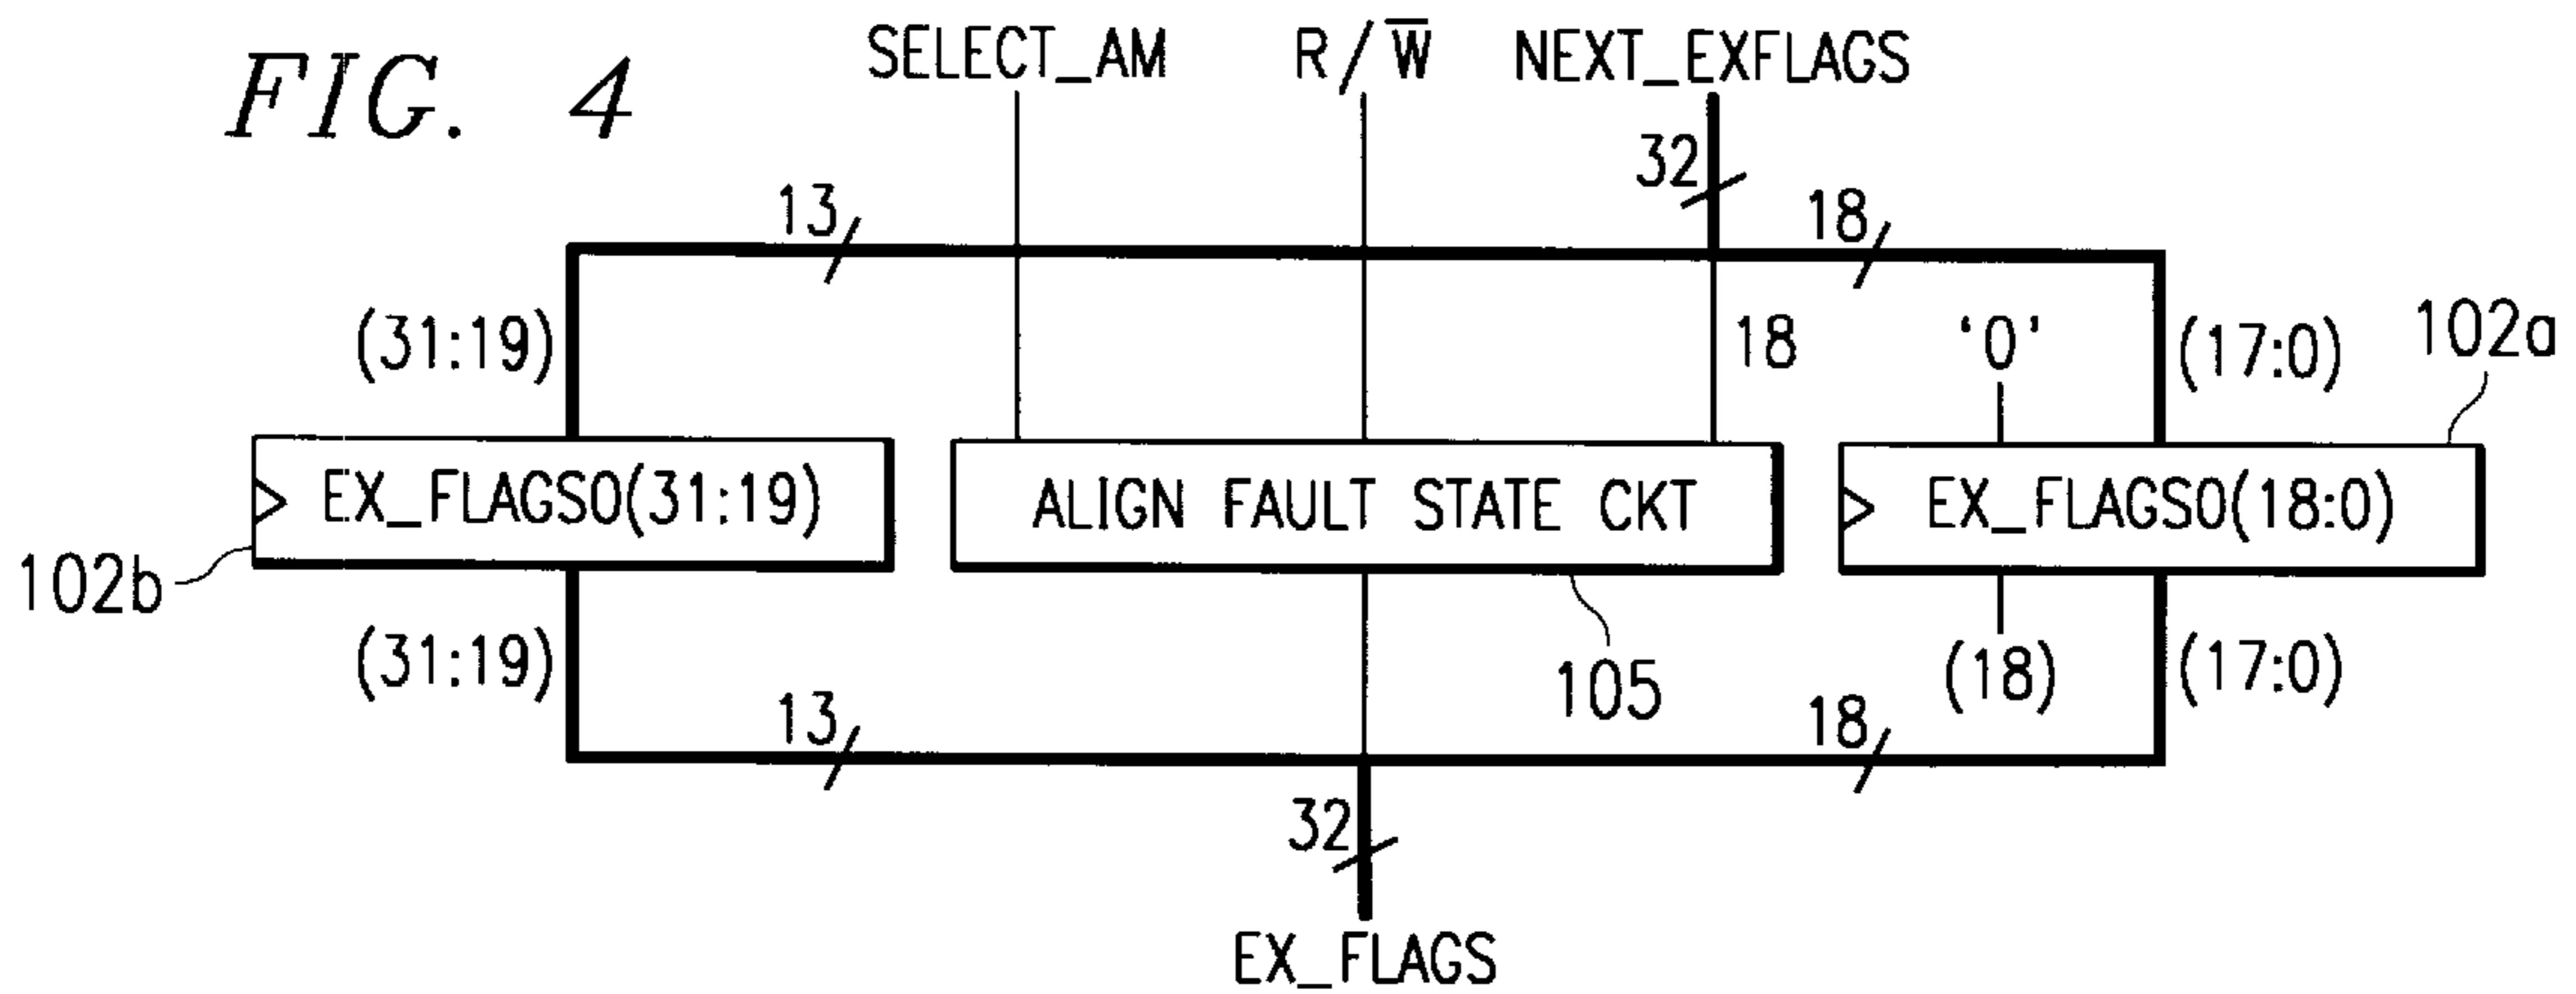 FIG. 4
SELECT_AM
R/W̅
NEXT_EXFLAGS
32
13
18
(31:19)
18
'0'
(17:0)
102a
EX_FLAGS0(31:19)
ALIGN FAULT STATE CKT
EX_FLAGS0(18:0)
102b
(31:19)
105
(18)
(17:0)
13
18
32
EX_FLAGS